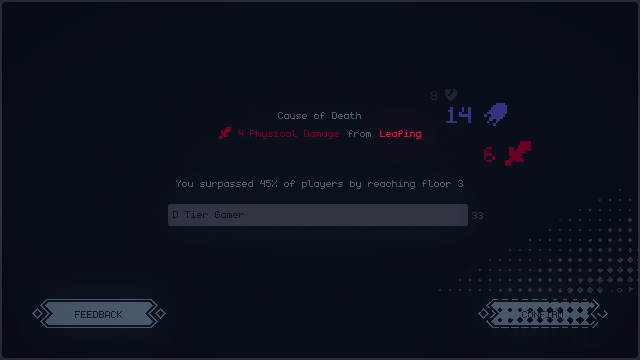 9
14
Cause of Death
4 Physical Damage from Leafing
6
You surpassed 45% of players by reaching floor 3
D Tier Gamer
33
FEEDBACK
CONFIRM